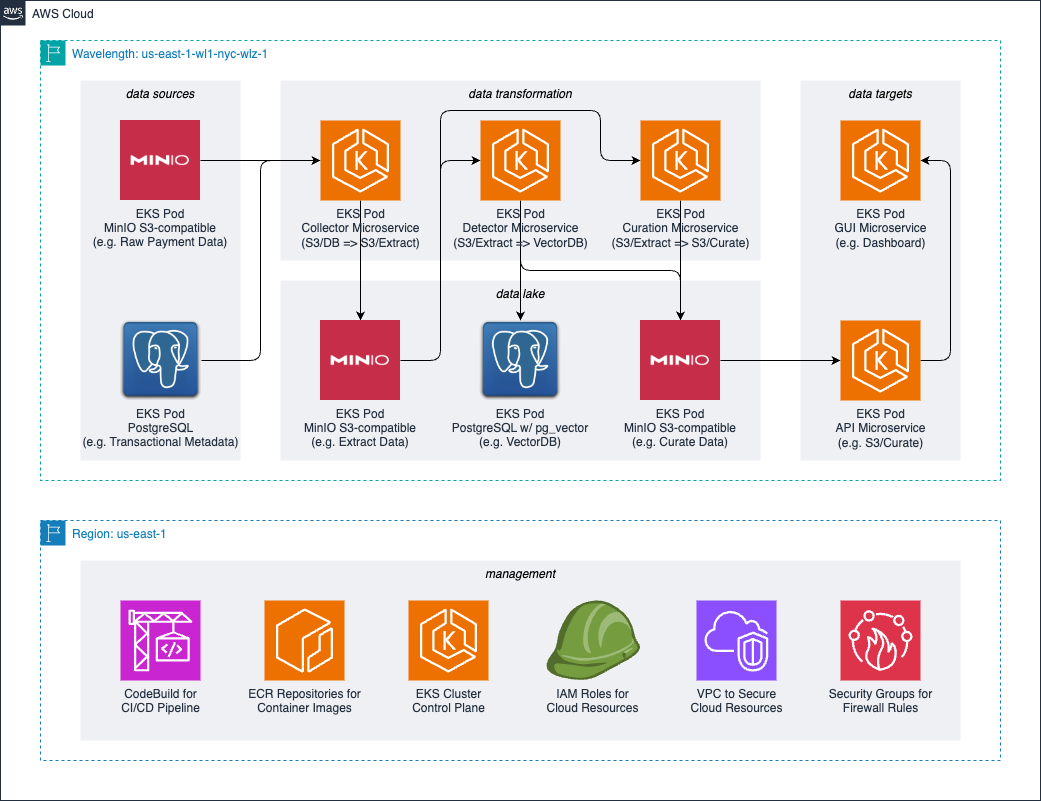 aws
AWS Cloud
Wavelength: us-east-1-wl1-nyc-wlz-1
data sources
data transformation
data targets
MINIO
K
K
K
K
EKS Pod
MinIO S3-compatible
(e.g. Raw Payment Data)
EKS Pod
Collector Microservice
(S3/DB => S3/Extract)
EKS Pod
Detector Microservice
(S3/Extract => VectorDB)
EKS Pod
Curation Microservice
(S3/Extract => S3/Curate)
EKS Pod
GUI Microservice
(e.g. Dashboard)
data lake
MINIO
MINIO
K
EKS Pod
PostgreSQL
(e.g. Transactional Metadata)
EKS Pod
MinIO S3-compatible
(e.g. Extract Data)
EKS Pod
PostgreSQL w/ pg_vector
(e.g. VectorDB)
EKS Pod
MinIO S3-compatible
(e.g. Curate Data)
EKS Pod
API Microservice
(e.g. S3/Curate)
Region: us-east-1
management
</>
K
CodeBuild for
CI/CD Pipeline
ECR Repositories for
Container Images
EKS Cluster
Control Plane
IAM Roles for
Cloud Resources
VPC to Secure
Cloud Resources
Security Groups for
Firewall Rules